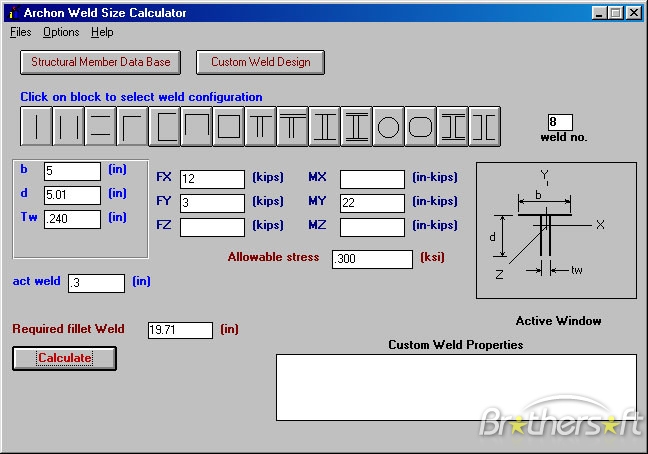 Archon Weld Size Calculator
Files Options Help
Structural Member Data Base Custom Weld Design
Click on block to select weld configuration
8
weld no.
b 5 (in) FX 12 (kips) MX (in-kips)
d 5.01 (in) FY 3 (kips) MY 22 (in-kips)
Tw .240 (in) FZ (kips) MZ (in-kips)
Y
b
X
d
Z
tw
Allowable stress .300 (ksi)
act weld .3 (in)
Active Window
Required fillet Weld 19.71 (in)
Custom Weld Properties
Calculate
Brothersoft